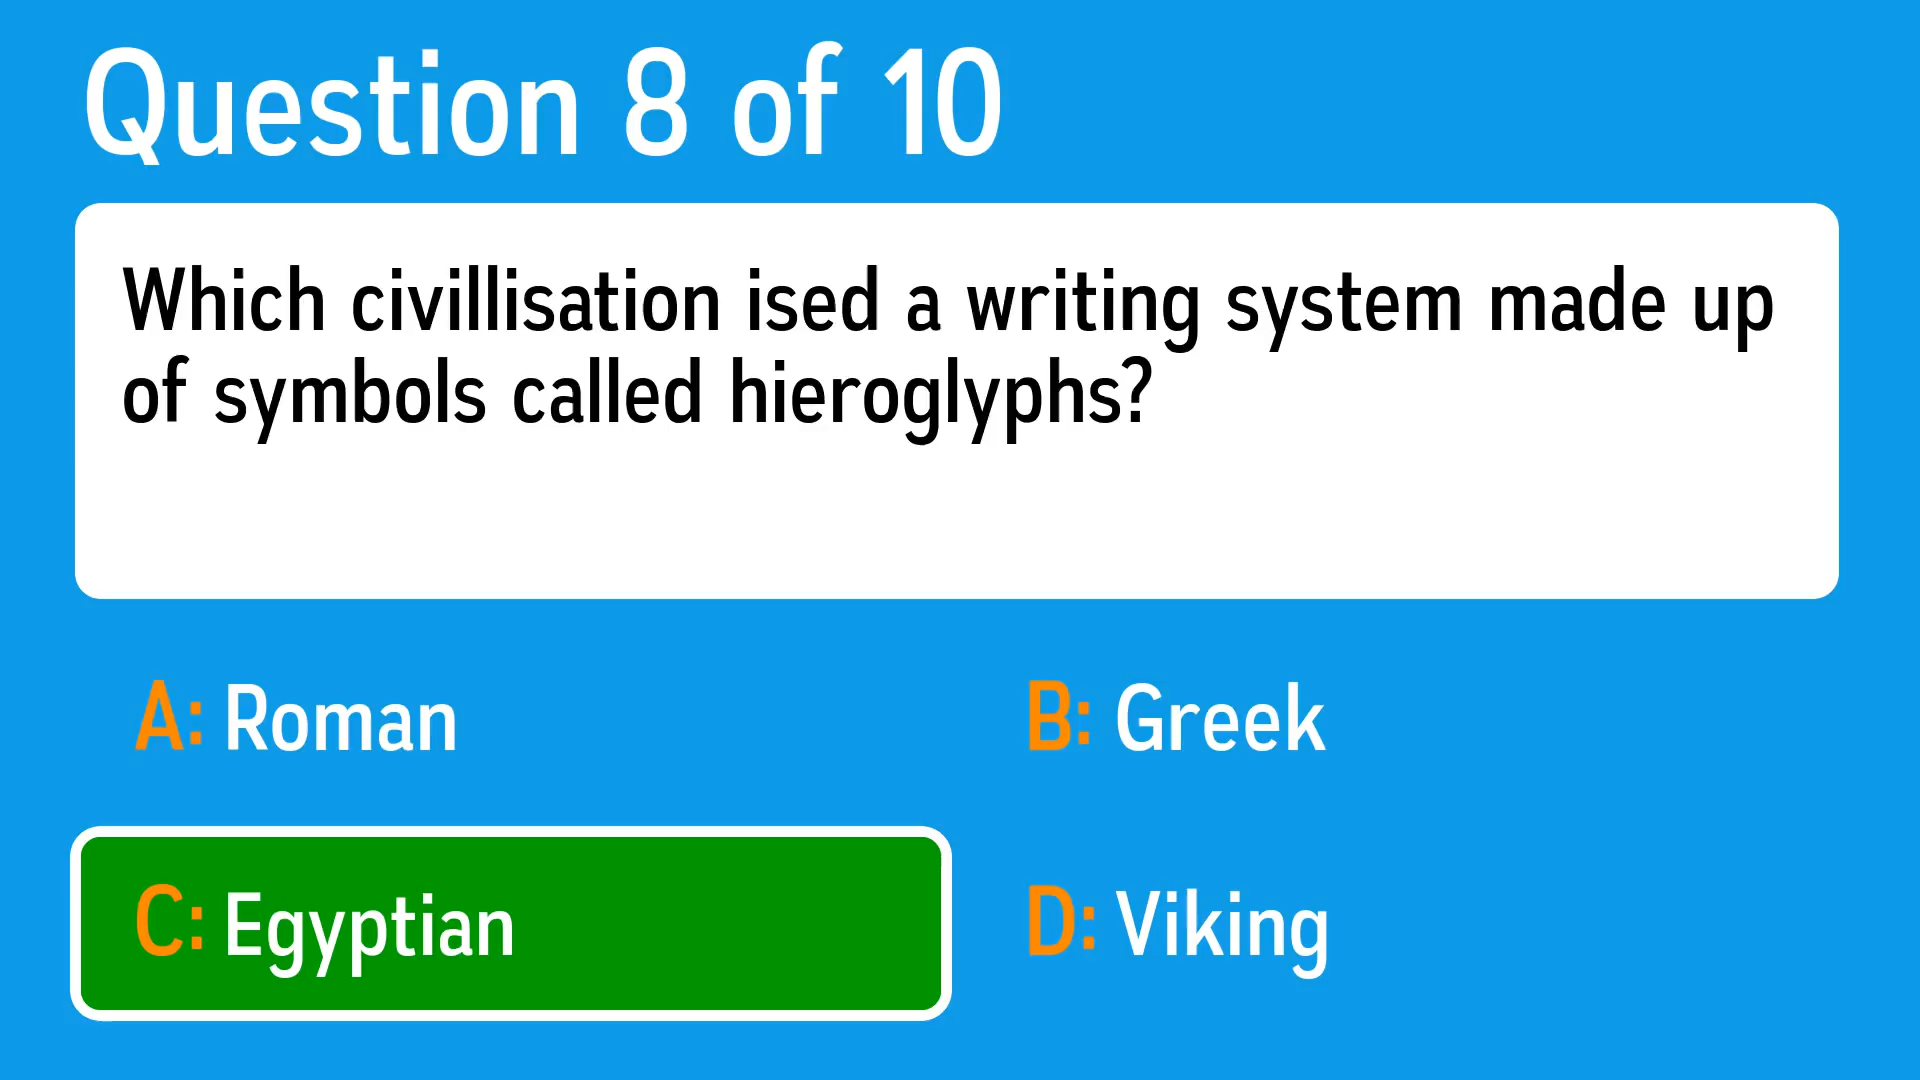 Question 8 of 10
Which civillisation ised a writing system made up
of symbols called hieroglyphs?
A: Roman
B: Greek
C: Egyptian
D: Viking